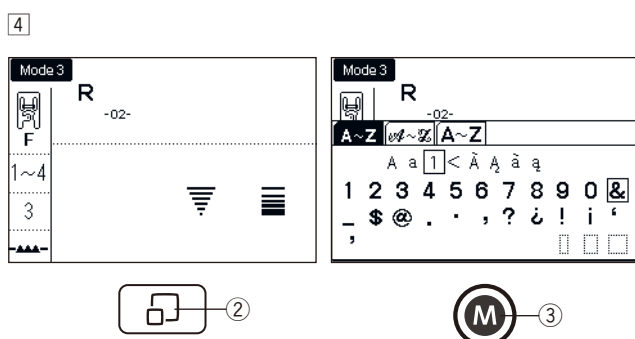 4
Mode 3
R
-02-
F
1~4
3
②
Mode 3
R
-02-
A~Z 𝒜~𝒵 A~Z
A a 1 < À Ą à ą
1 2 3 4 5 6 7 8 9 0 &
_ $ @ . · , ? ¿ ! ¡ ‘
’
M
③